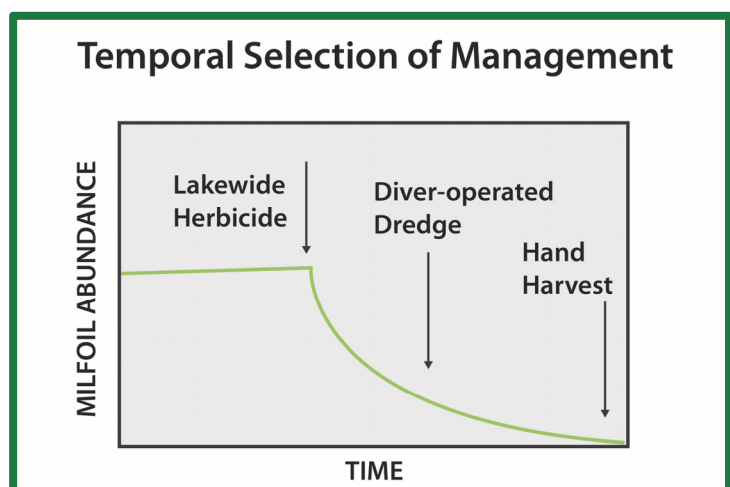 Temporal Selection of Management
MILFOIL ABUNDANCE
Lakewide
Herbicide
Diver-operated
Dredge
Hand
Harvest
TIME